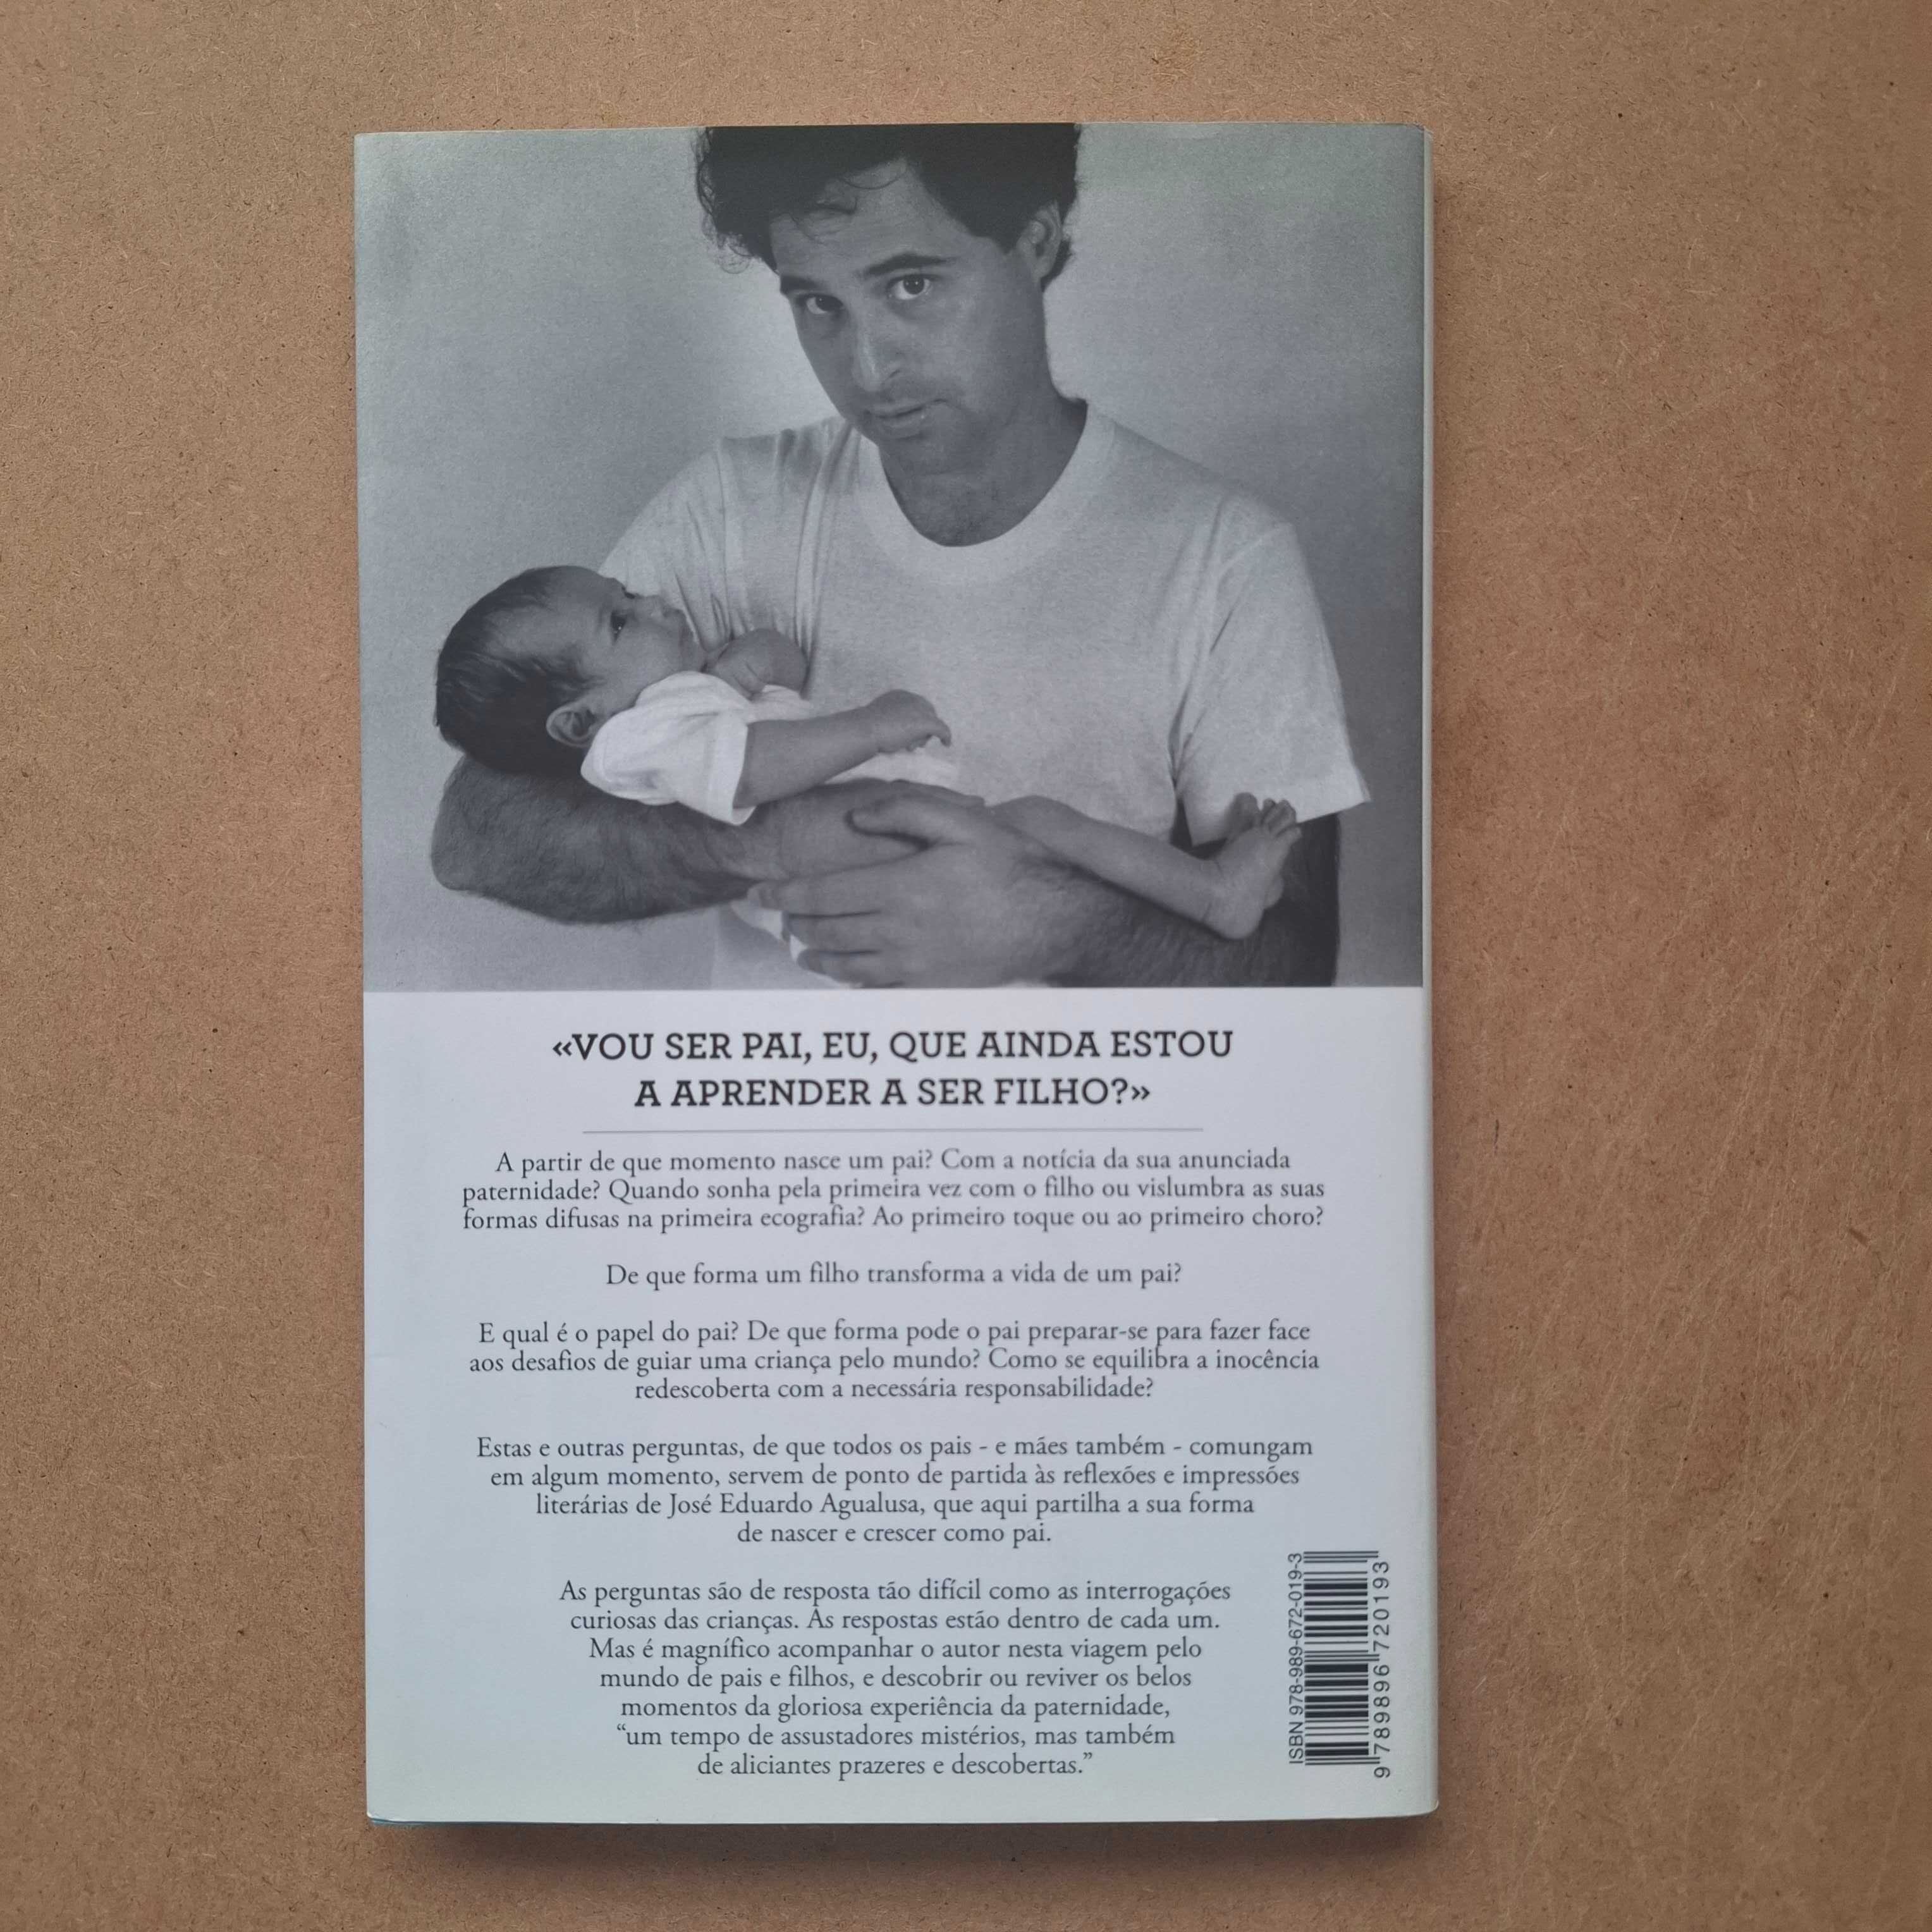 «VOU SER PAI, EU, QUE AINDA ESTOU
A APRENDER A SER FILHO?»
A partir de que momento nasce um pai? Com a notícia da sua anunciada
paternidade? Quando sonha pela primeira vez com o filho ou vislumbra as suas
formas difusas na primeira ecografia? Ao primeiro toque ou ao primeiro choro?
De que forma um filho transforma a vida de um pai?
E qual é o papel do pai? De que forma pode o pai preparar-se para fazer face
aos desafios de guiar uma criança pelo mundo? Como se equilibra a inocência
redescoberta com a necessária responsabilidade?
Estas e outras perguntas, de que todos os pais - e mães também - comungam
em algum momento, servem de ponto de partida às reflexões e impressões
literárias de José Eduardo Agualusa, que aqui partilha a sua forma
de nascer e crescer como pai.
As perguntas são de resposta tão difícil como as interrogações
curiosas das crianças. As respostas estão dentro de cada um.
Mas é magnífico acompanhar o autor nesta viagem pelo
mundo de pais e filhos, e descobrir ou reviver os belos
momentos da gloriosa experiência da paternidade,
“um tempo de assustadores mistérios, mas também
de aliciantes prazeres e descobertas.”
ISBN 978-989-672-019-3
9 789896 720193